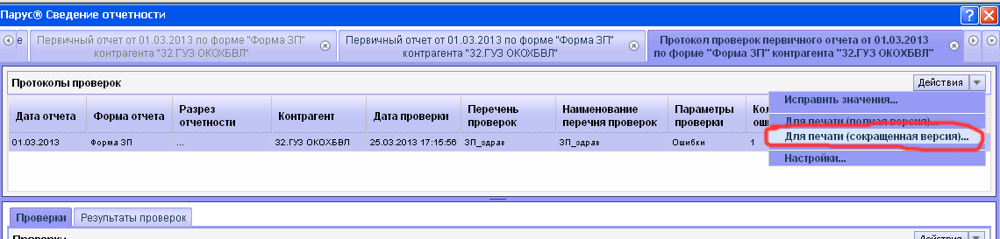 Парус® Сведение отчетности
е
Первичный отчет от 01.03.2013 по форме "Форма ЗП"
контрагента "32.ГУЗ ОКОХБВЛ"
Первичный отчет от 01.03.2013 по форме "Форма ЗП"
контрагента "32.ГУЗ ОКОХБВЛ"
Протокол проверок первичного отчета от 01.03.2013
по форме "Форма ЗП" контрагента "32.ГУЗ ОКОХБВЛ"
Протоколы проверок
Действия
Дата отчета
Форма отчета
Разрез
отчетности
Контрагент
Дата проверки
Перечень
проверок
Наименование
перечня проверок
Параметры
проверки
Кол
ош
01.03.2013
Форма ЗП
...
32.ГУЗ ОКОХБВЛ
25.03.2013 17:15:56
ЗП_здрав
ЗП_здрав
Ошибки
1
Исправить значения...
Для печати (полная версия)...
Для печати (сокращенная версия)...
Настройки...
Проверки
Результаты проверок
Проверки
Действия